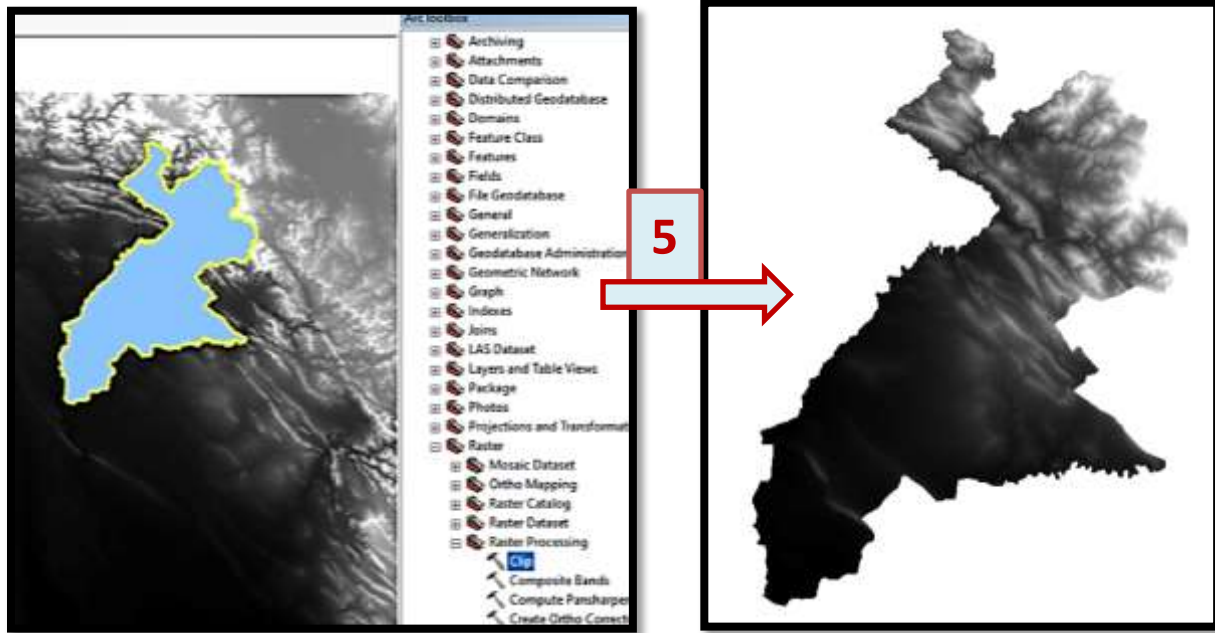 Arc Toolbox
Archiving
Attachments
Data Comparison
Distributed Geodatabase
Domains
Feature Class
Features
Fields
File Geodatabase
General
Generalization
Geodatabase Administration
Geometric Network
Graph
Indexes
Joins
LAS Dataset
Layers and Table Views
Package
Photos
Projections and Transformat
Raster
Mosaic Dataset
Ortho Mapping
Raster Catalog
Raster Dataset
Raster Processing
Clip
Composite Bands
Compute Pansharpen
Create Ortho Correct
5